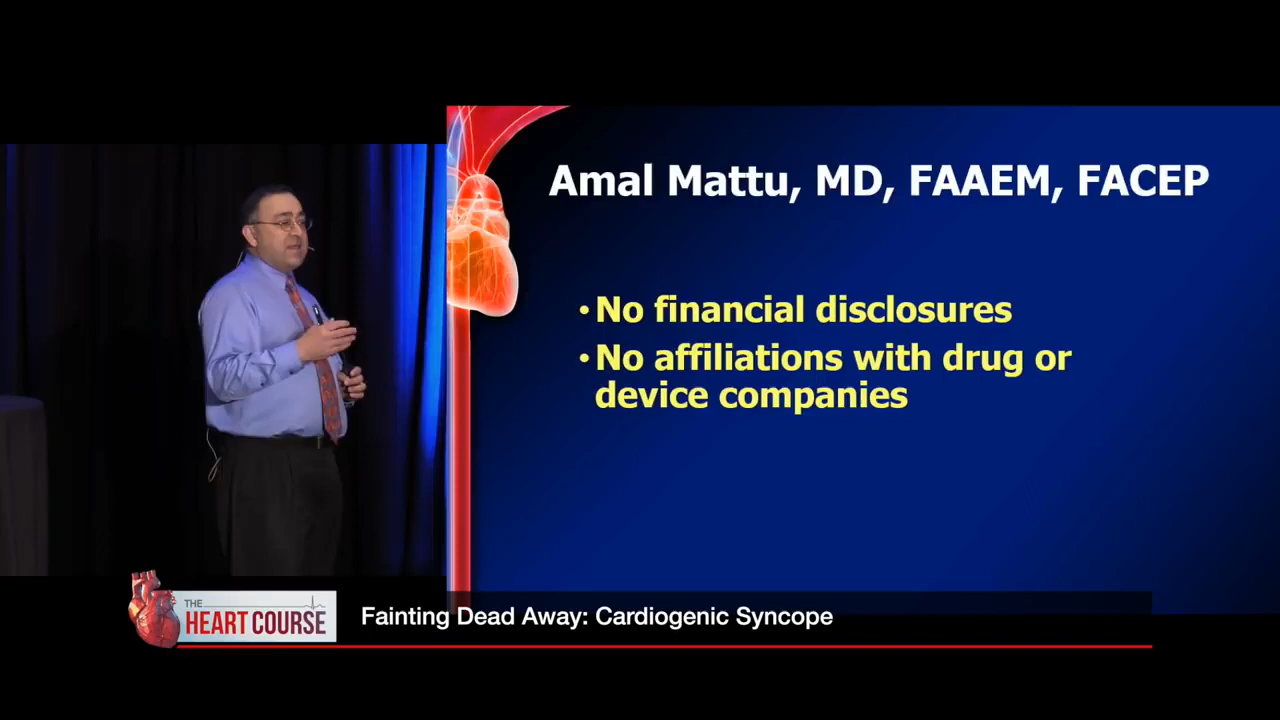 Amal Mattu, MD, FAAEM, FACEP
• No financial disclosures
• No affiliations with drug or
device companies
THE
HEART COURSE
Fainting Dead Away: Cardiogenic Syncope